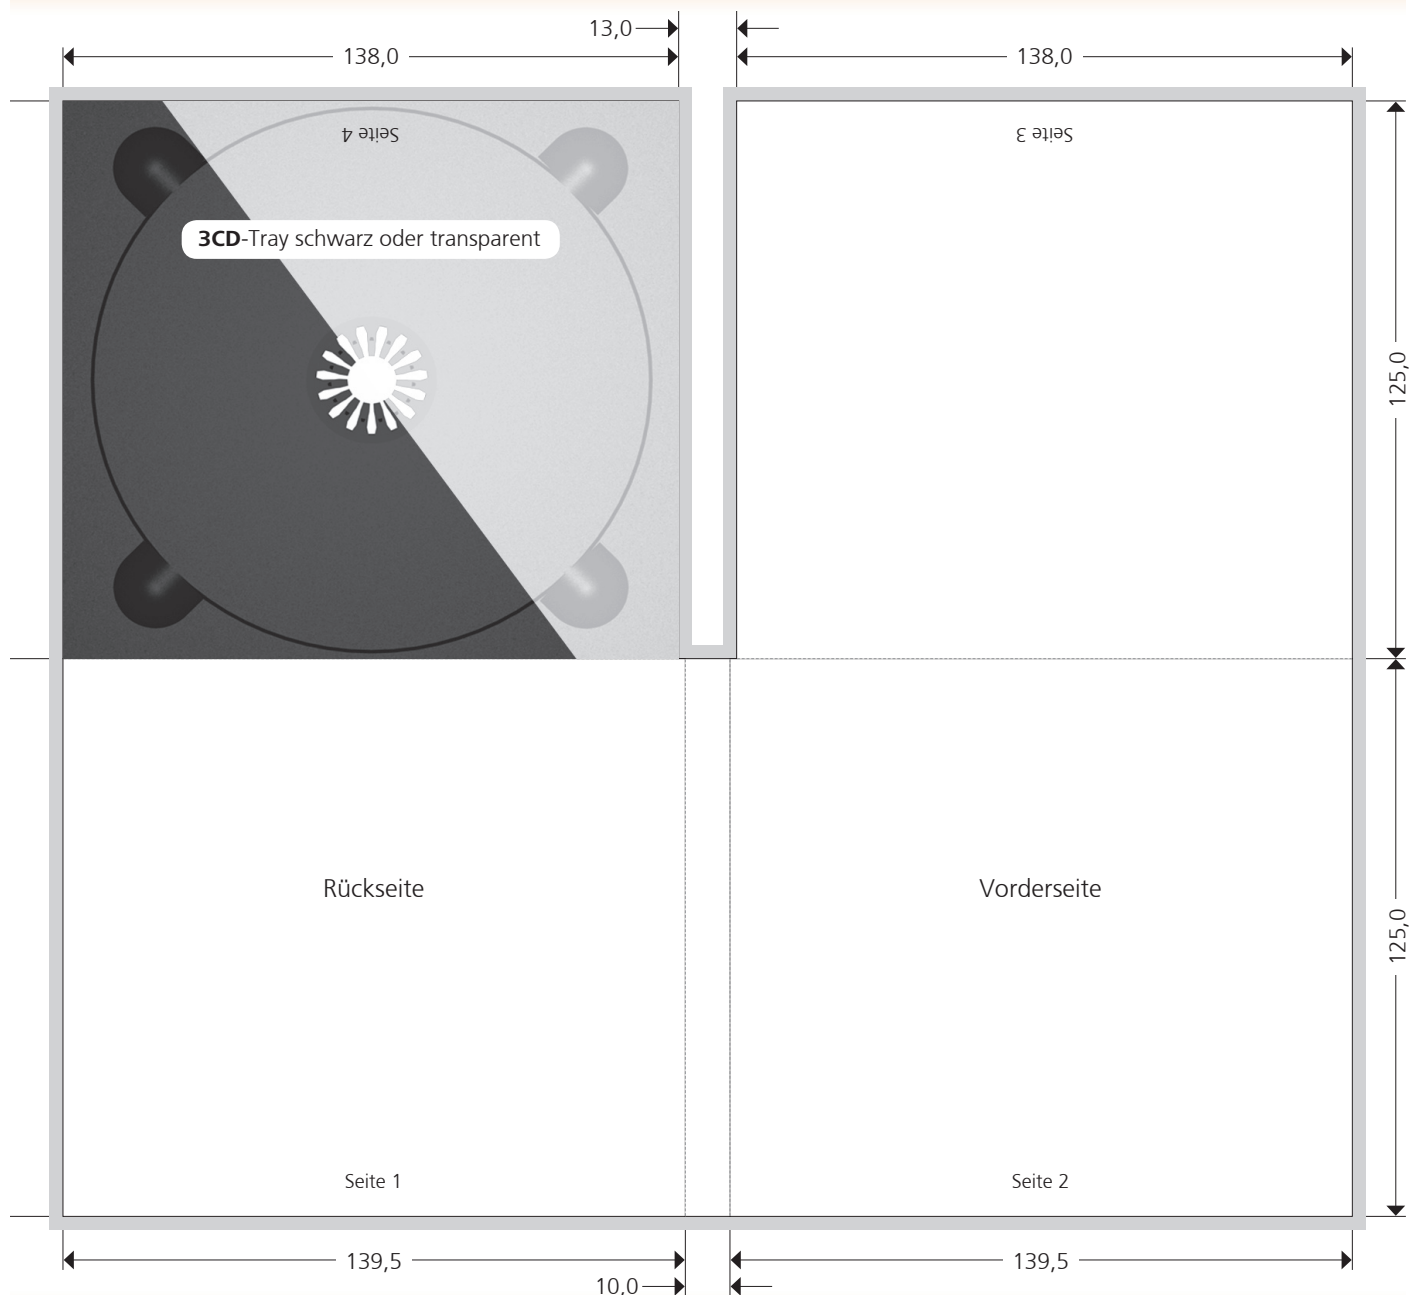 13,0
138,0
138,0
Seite 4
Seite 3
3CD-Tray schwarz oder transparent
125,0
Rückseite
Vorderseite
125,0
Seite 1
Seite 2
139,5
139,5
10,0